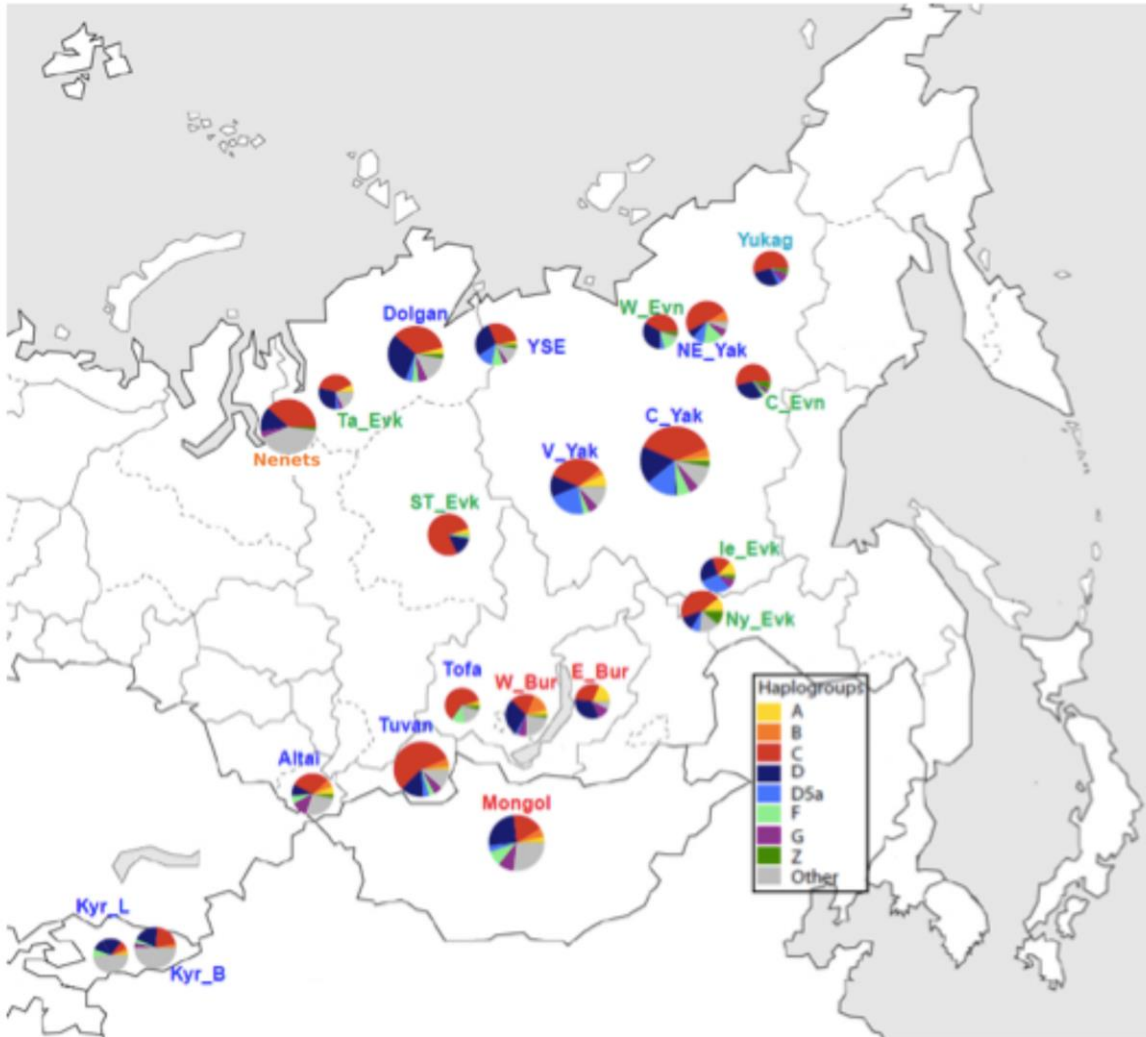 Yukag
W_Evn
Dolgan
NE_Yak
YSE
C_Evn
Ta_Evk
C_Yak
V_Yak
Nenets
ST_Evk
Ie_Evk
Ny_Evk
Tofa
E_Bur
W_Bur
Haplogroups
A
B
C
D
D5a
F
G
Z
Other
Tuvan
Altai
Mongol
Kyr_L
Kyr_B